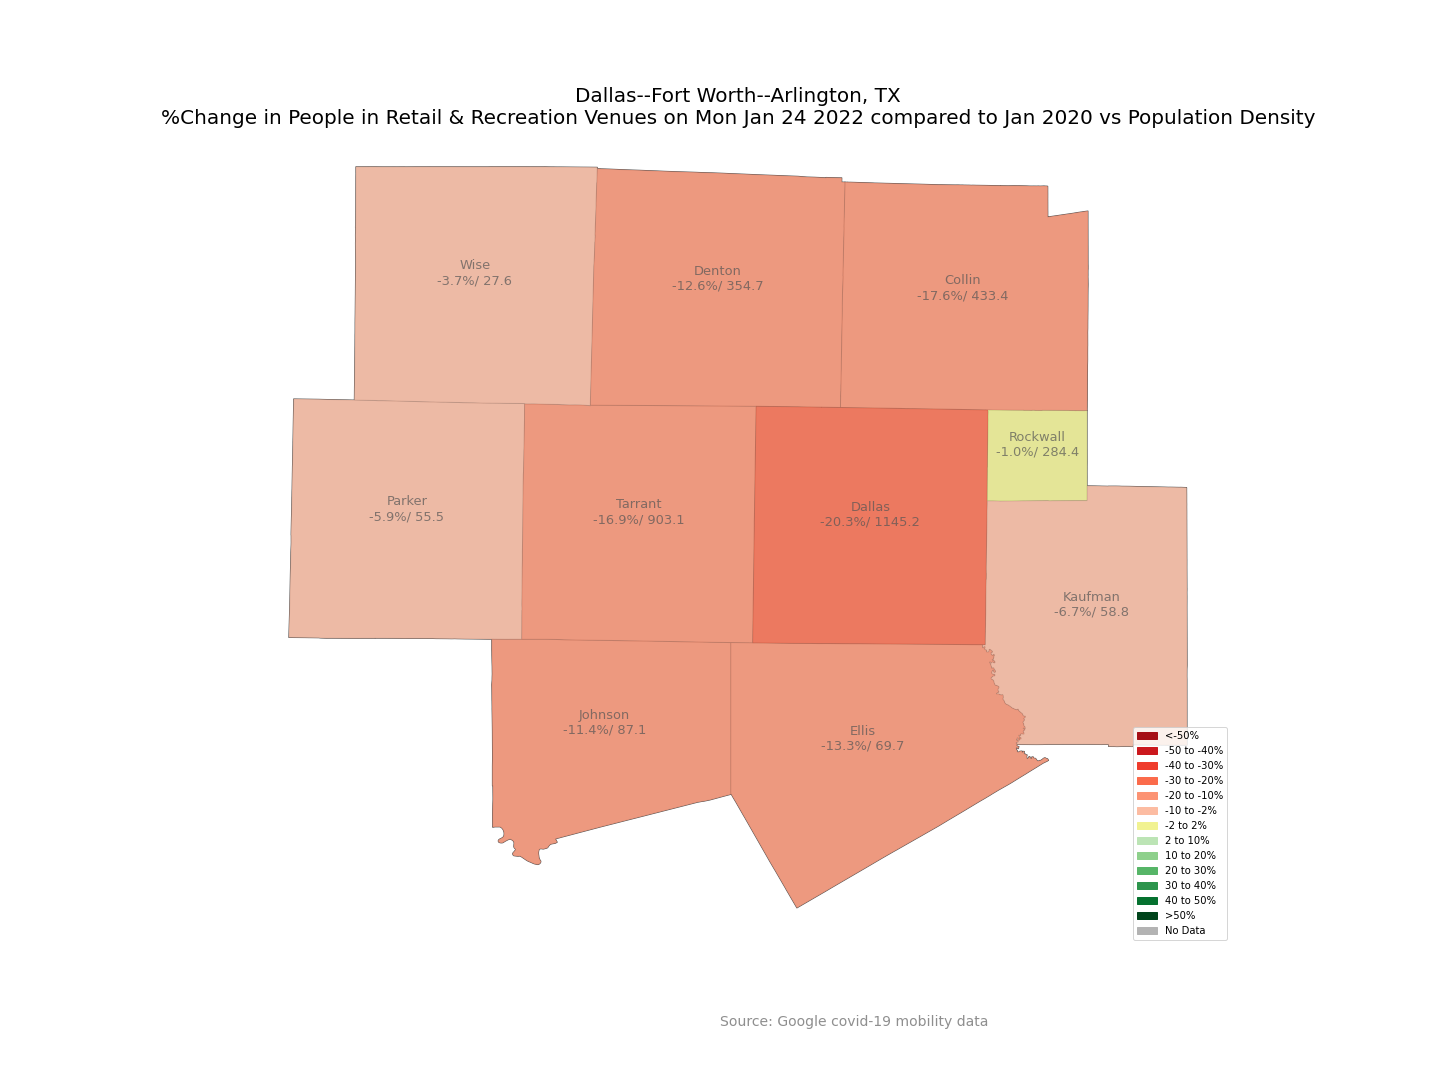 Dallas--Fort Worth--Arlington, TX
%Change in People in Retail & Recreation Venues on Mon Jan 24 2022 compared to Jan 2020 vs Population Density
Wise
-3.7%/ 27.6
Denton
-12.6%/ 354.7
Collin
-17.6%/ 433.4
Rockwall
-1.0%/ 284.4
Parker
-5.9%/ 55.5
Tarrant
-16.9%/ 903.1
Dallas
-20.3%/ 1145.2
Kaufman
-6.7%/ 58.8
Johnson
-11.4%/ 87.1
Ellis
-13.3%/ 69.7
<-50%
-50 to -40%
-40 to -30%
-30 to -20%
-20 to -10%
-10 to -2%
-2 to 2%
2 to 10%
10 to 20%
20 to 30%
30 to 40%
40 to 50%
>50%
No Data
Source: Google covid-19 mobility data